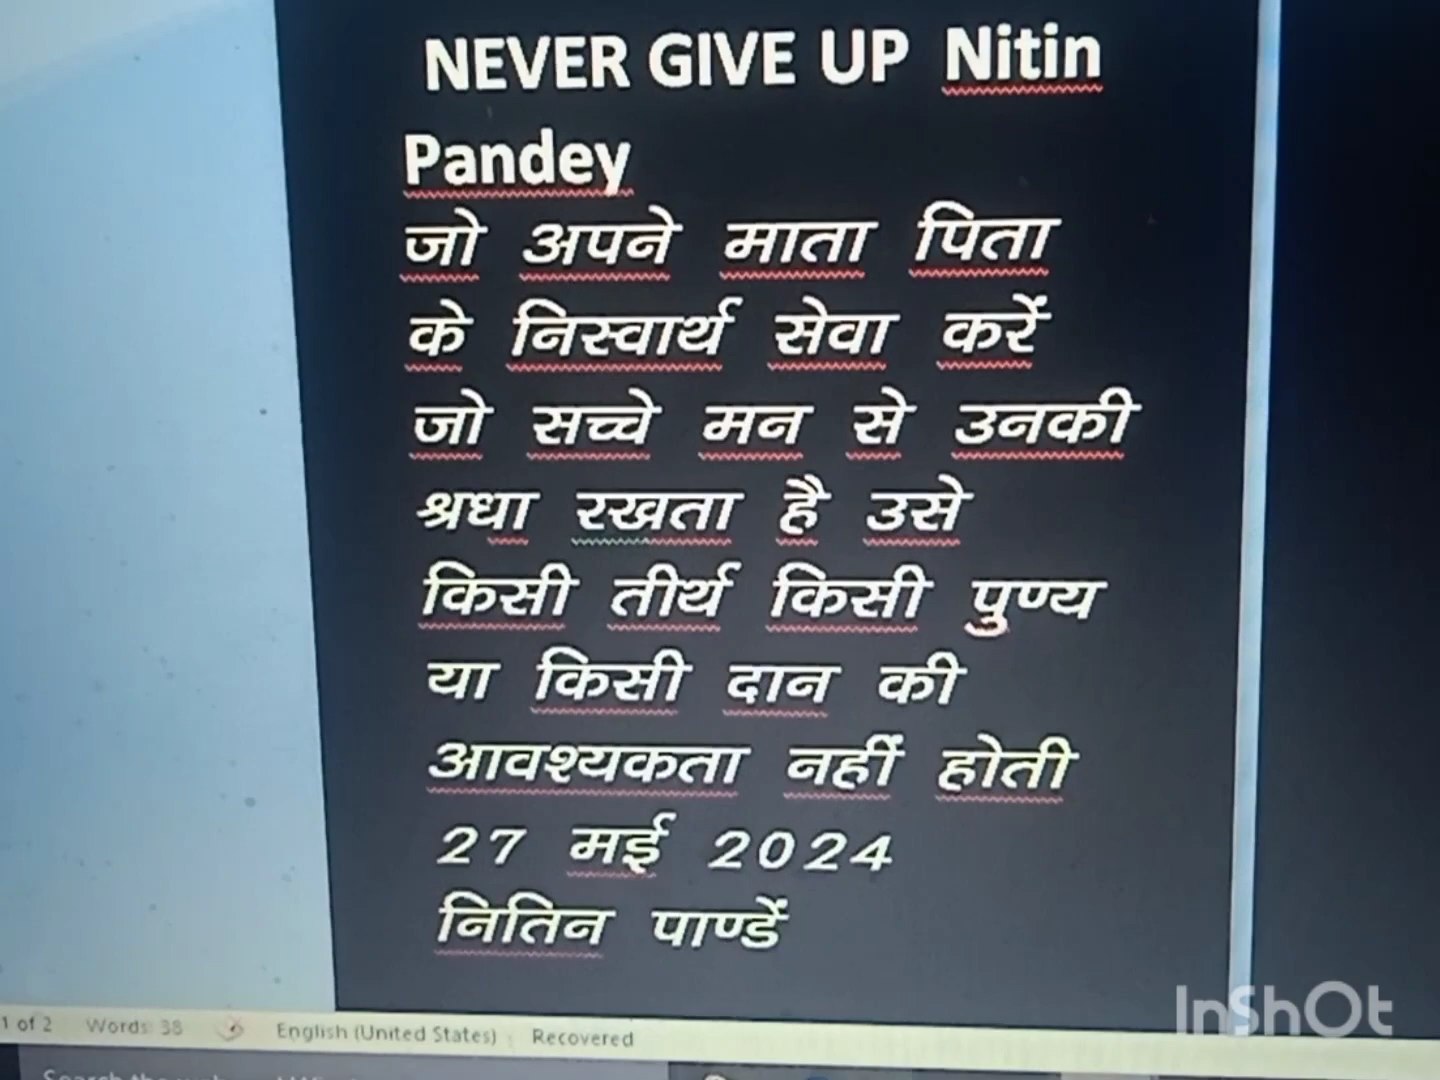 NEVER GIVE UP Nitin
Pandey
जो अपने माता पिता
के निस्वार्थ सेवा करें
जो सच्चे मन से उनकी
श्रधा रखता है उसे
किसी तीर्थ किसी पुण्य
या किसी दान की
आवश्यकता नहीं होती
27 मई 2024
नितिन पाण्डें
InShOt
1 of 2 Words: 38 English (United States) Recovered